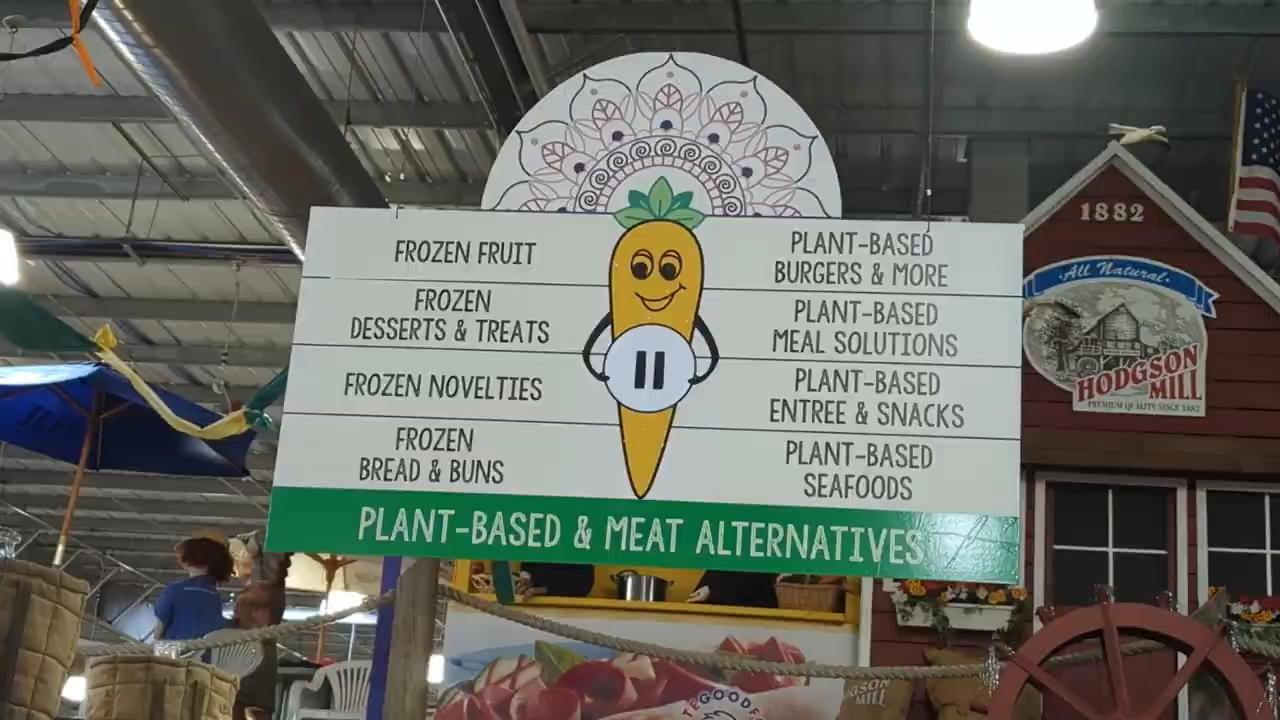 FROZEN FRUIT
FROZEN
DESSERTS & TREATS
FROZEN NOVELTIES
FROZEN
BREAD & BUNS
11
PLANT-BASED
BURGERS & MORE
PLANT-BASED
MEAL SOLUTIONS
PLANT-BASED
ENTREE & SNACKS
PLANT-BASED
SEAFOODS
PLANT-BASED & MEAT ALTERNATIVES
1882
All Natural
HODGSON
MILL
PREMIUM QUALITY SINCE 1882
MILL